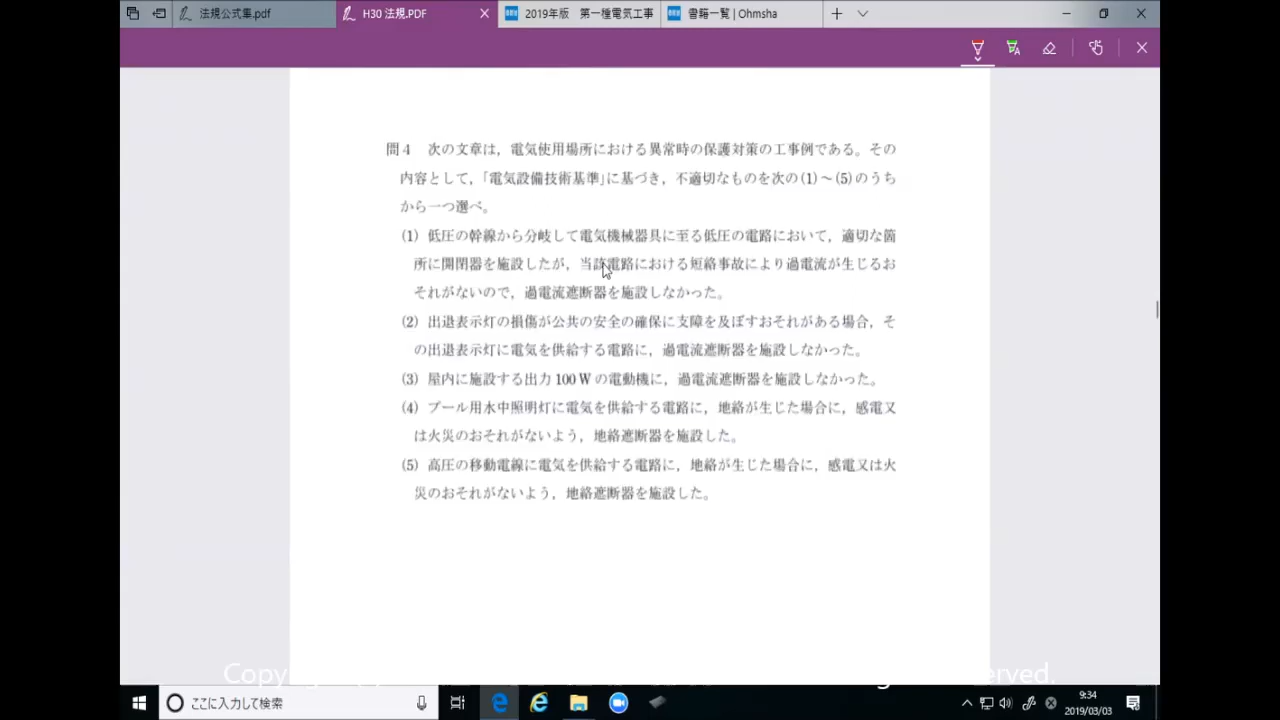 法規公式集.pdf
H30 法規.PDF
2019年版　第一種電気工事
書籍一覧 | Ohmsha
問４　次の文章は，電気使用場所における異常時の保護対策の工事例である。その
内容として，「電気設備技術基準」に基づき，不適切なものを次の(1)～(5)のうち
から一つ選べ。
(1) 低圧の幹線から分岐して電気機械器具に至る低圧の電路において，適切な箇
所に開閉器を施設したが，当該電路における短絡事故により過電流が生じるお
それがないので，過電流遮断器を施設しなかった。
(2) 出退表示灯の損傷が公共の安全の確保に支障を及ぼすおそれがある場合，そ
の出退表示灯に電気を供給する電路に，過電流遮断器を施設しなかった。
(3) 屋内に施設する出力 100 W の電動機に，過電流遮断器を施設しなかった。
(4) プール用水中照明灯に電気を供給する電路に，地絡が生じた場合に，感電又
は火災のおそれがないよう，地絡遮断器を施設した。
(5) 高圧の移動電線に電気を供給する電路に，地絡が生じた場合に，感電又は火
災のおそれがないよう，地絡遮断器を施設した。
ここに入力して検索
9:34
2019/03/03